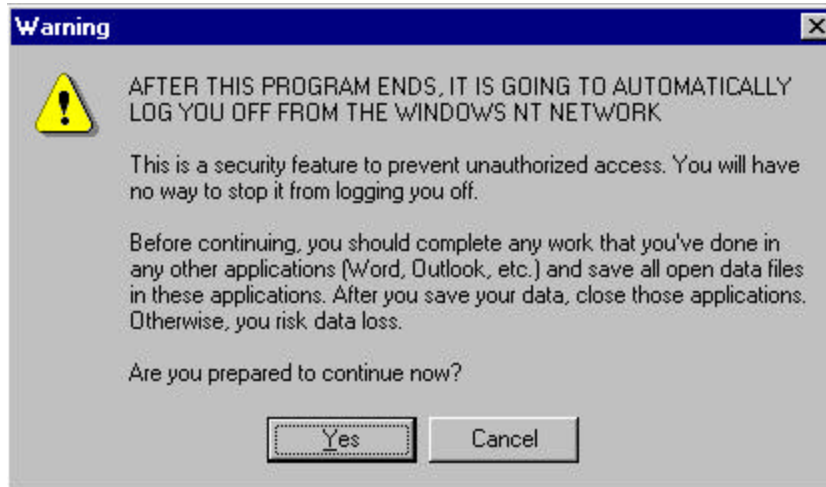 Warning
AFTER THIS PROGRAM ENDS, IT IS GOING TO AUTOMATICALLY
LOG YOU OFF FROM THE WINDOWS NT NETWORK
This is a security feature to prevent unauthorized access. You will have
no way to stop it from logging you off.
Before continuing, you should complete any work that you've done in
any other applications (Word, Outlook, etc.) and save all open data files
in these applications. After you save your data, close those applications.
Otherwise, you risk data loss.
Are you prepared to continue now?
Yes
Cancel